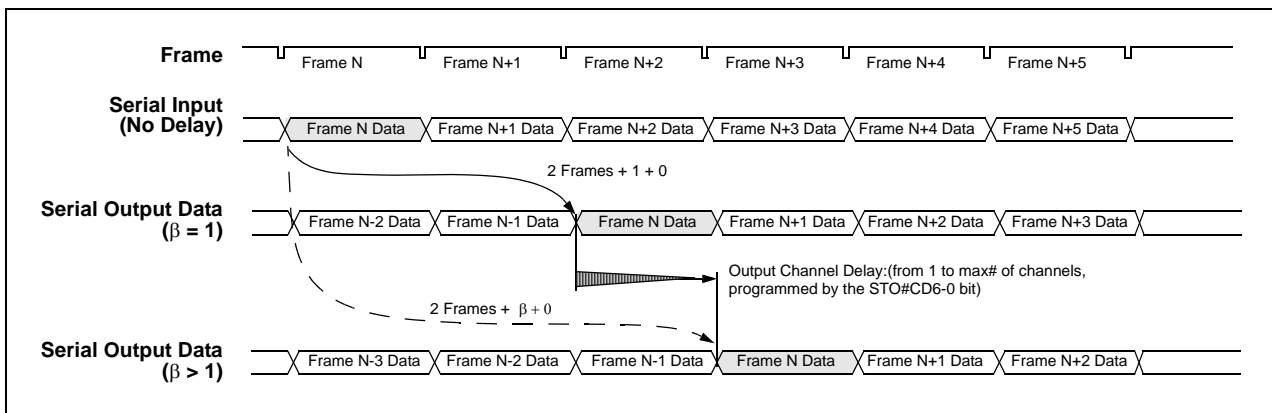 Frame
Frame N Frame N+1 Frame N+2 Frame N+3 Frame N+4 Frame N+5
Serial Input
(No Delay)
Frame N Data Frame N+1 Data Frame N+2 Data Frame N+3 Data Frame N+4 Data Frame N+5 Data
2 Frames + 1 + 0
Serial Output Data
(β = 1)
Frame N-2 Data Frame N-1 Data Frame N Data Frame N+1 Data Frame N+2 Data Frame N+3 Data
Output Channel Delay:(from 1 to max# of channels,
programmed by the STO#CD6-0 bit)
2 Frames + β + 0
Serial Output Data
(β > 1)
Frame N-3 Data Frame N-2 Data Frame N-1 Data Frame N Data Frame N+1 Data Frame N+2 Data